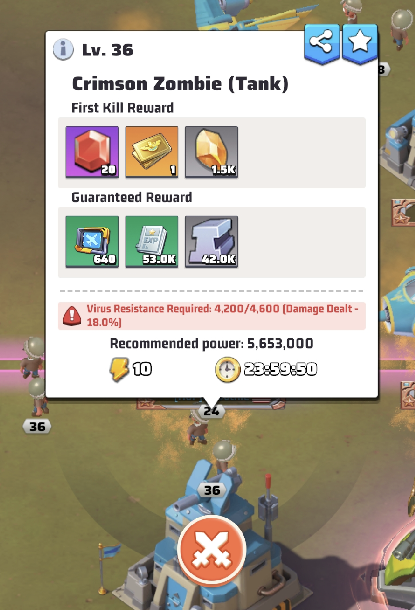 Lv. 36
3
Crimson Zombie (Tank)
First Kill Reward
20
1
1.5K
Guaranteed Reward
640
53.0K
42.0K
Virus Resistance Required: 4,200/4,600 (Damage Dealt -
18.0%)
Recommended power: 5,653,000
10
23:59:50
24
36
36